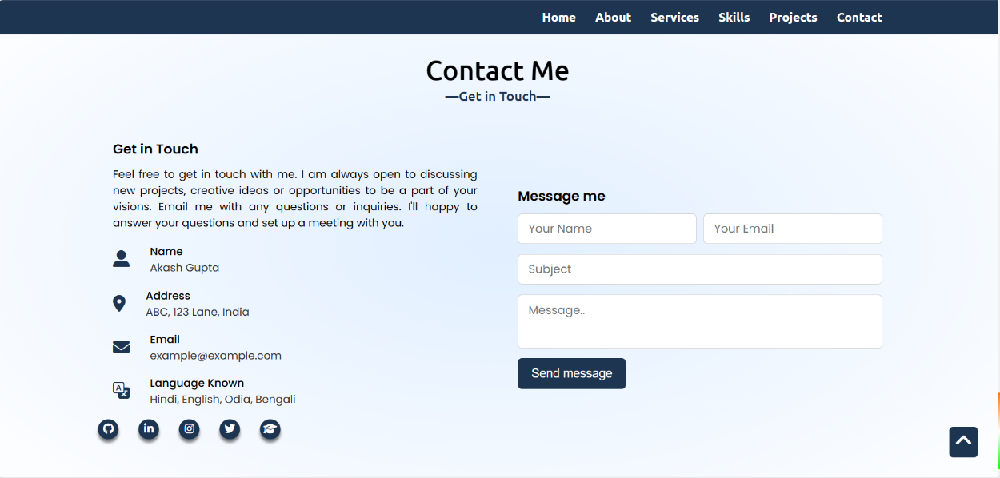 Home About Services Skills Projects Contact
Contact Me
—Get in Touch—
Get in Touch
Feel free to get in touch with me. I am always open to discussing
new projects, creative ideas or opportunities to be a part of your
visions. Email me with any questions or inquiries. I'll happy to
answer your questions and set up a meeting with you.
Name
Akash Gupta
Address
ABC, 123 Lane, India
Email
example@example.com
Language Known
Hindi, English, Odia, Bengali
Message me
Your Name Your Email
Subject
Message..
Send message